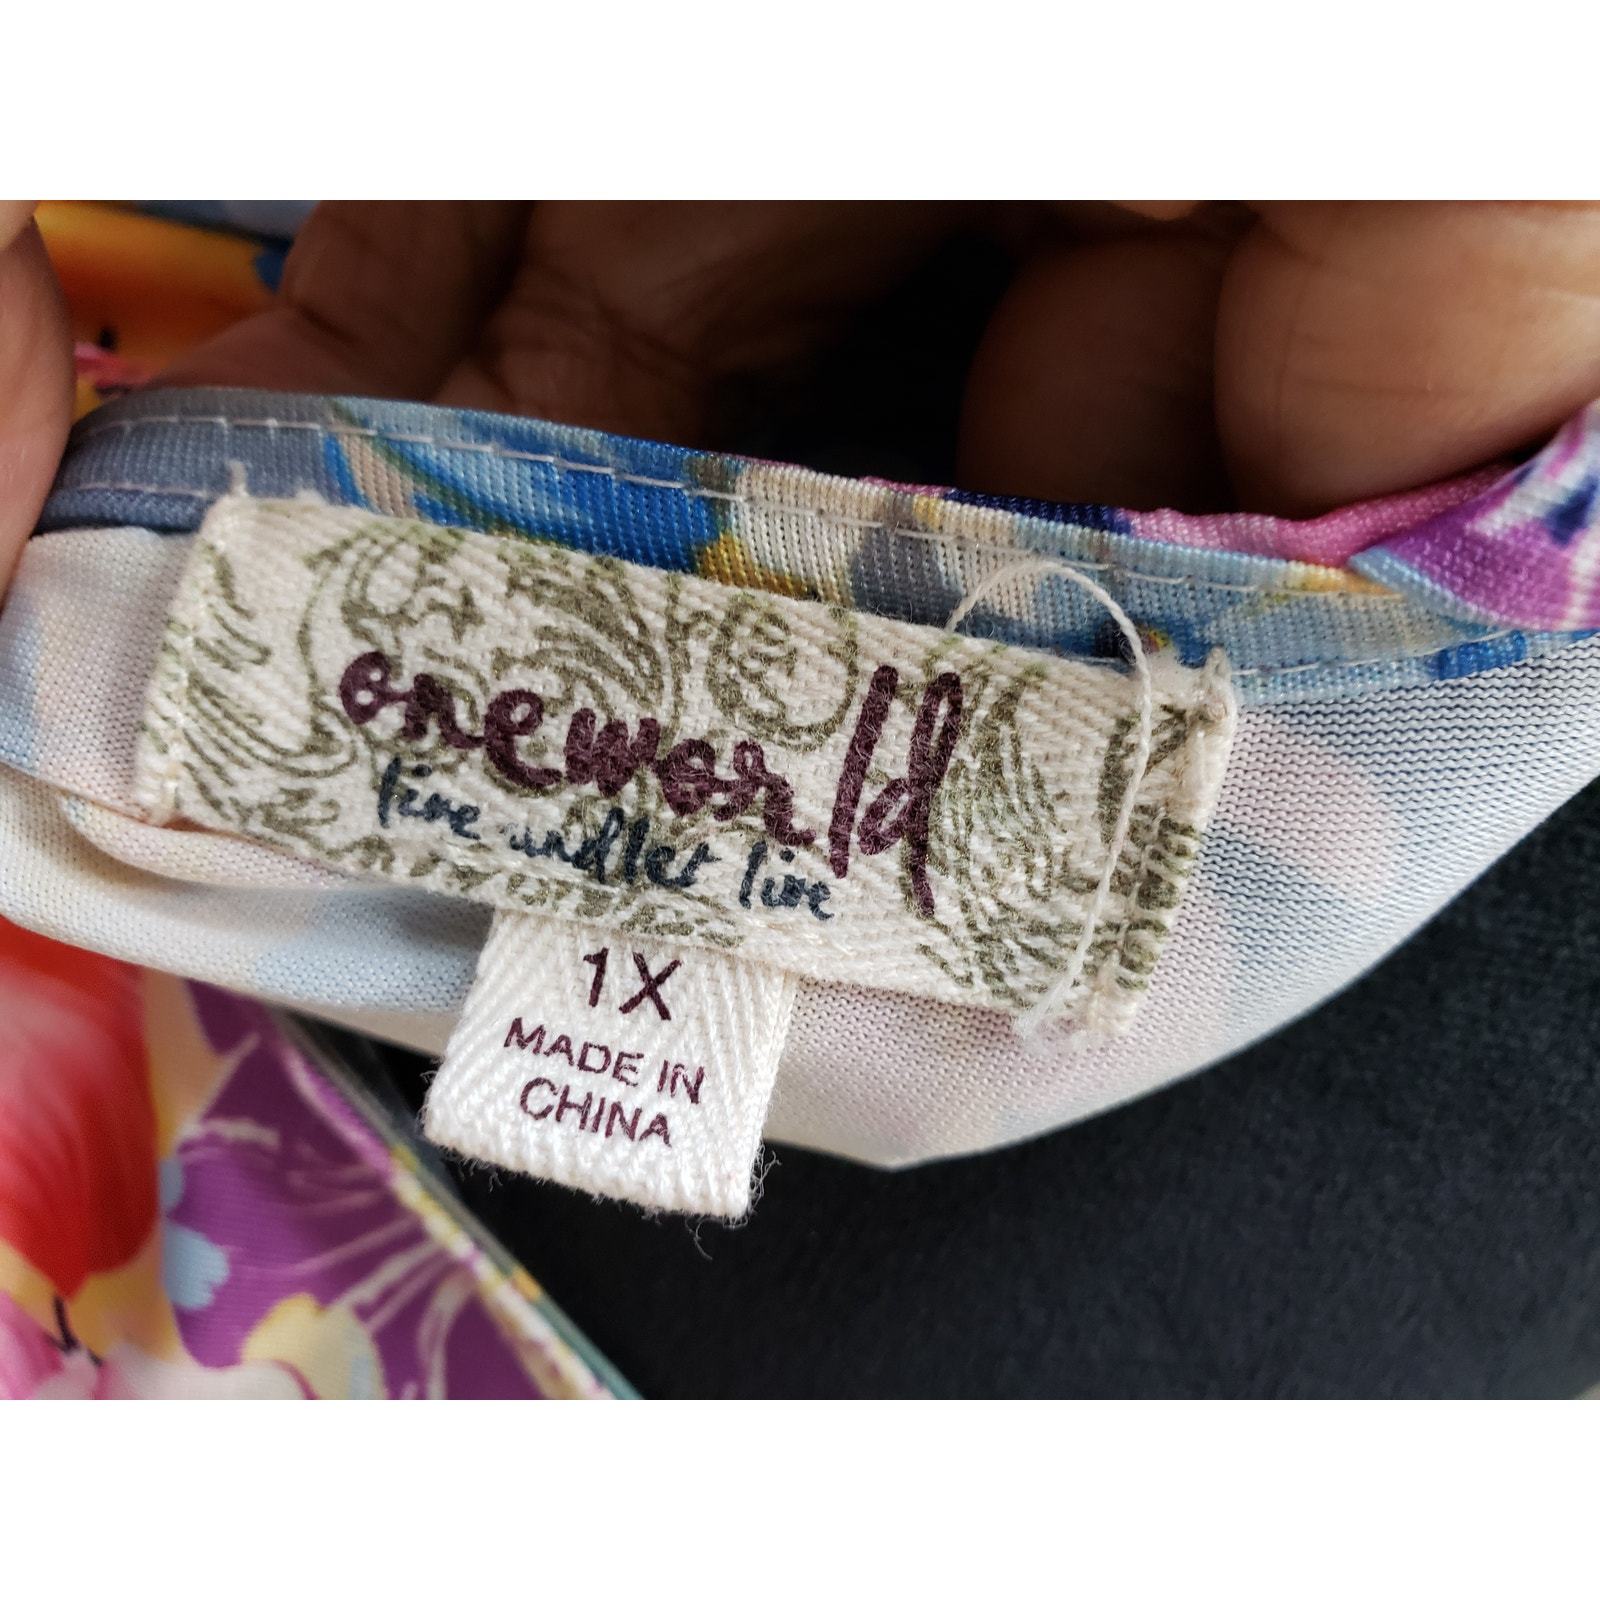 oneworld
live and let live
1X
MADE IN
CHINA